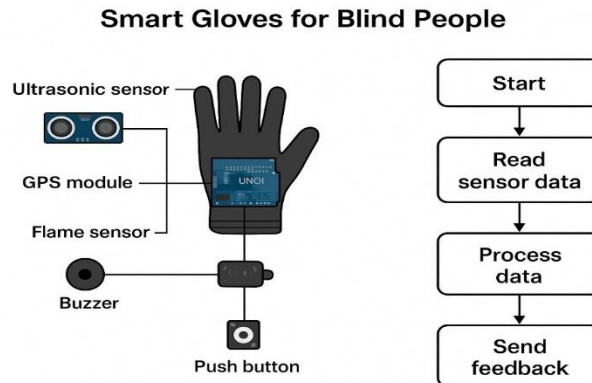 Smart Gloves for Blind People
Ultrasonic sensor
GPS module
UNOI
Flame sensor
Buzzer
Push button
Start
Read
sensor data
Process
data
Send
feedback